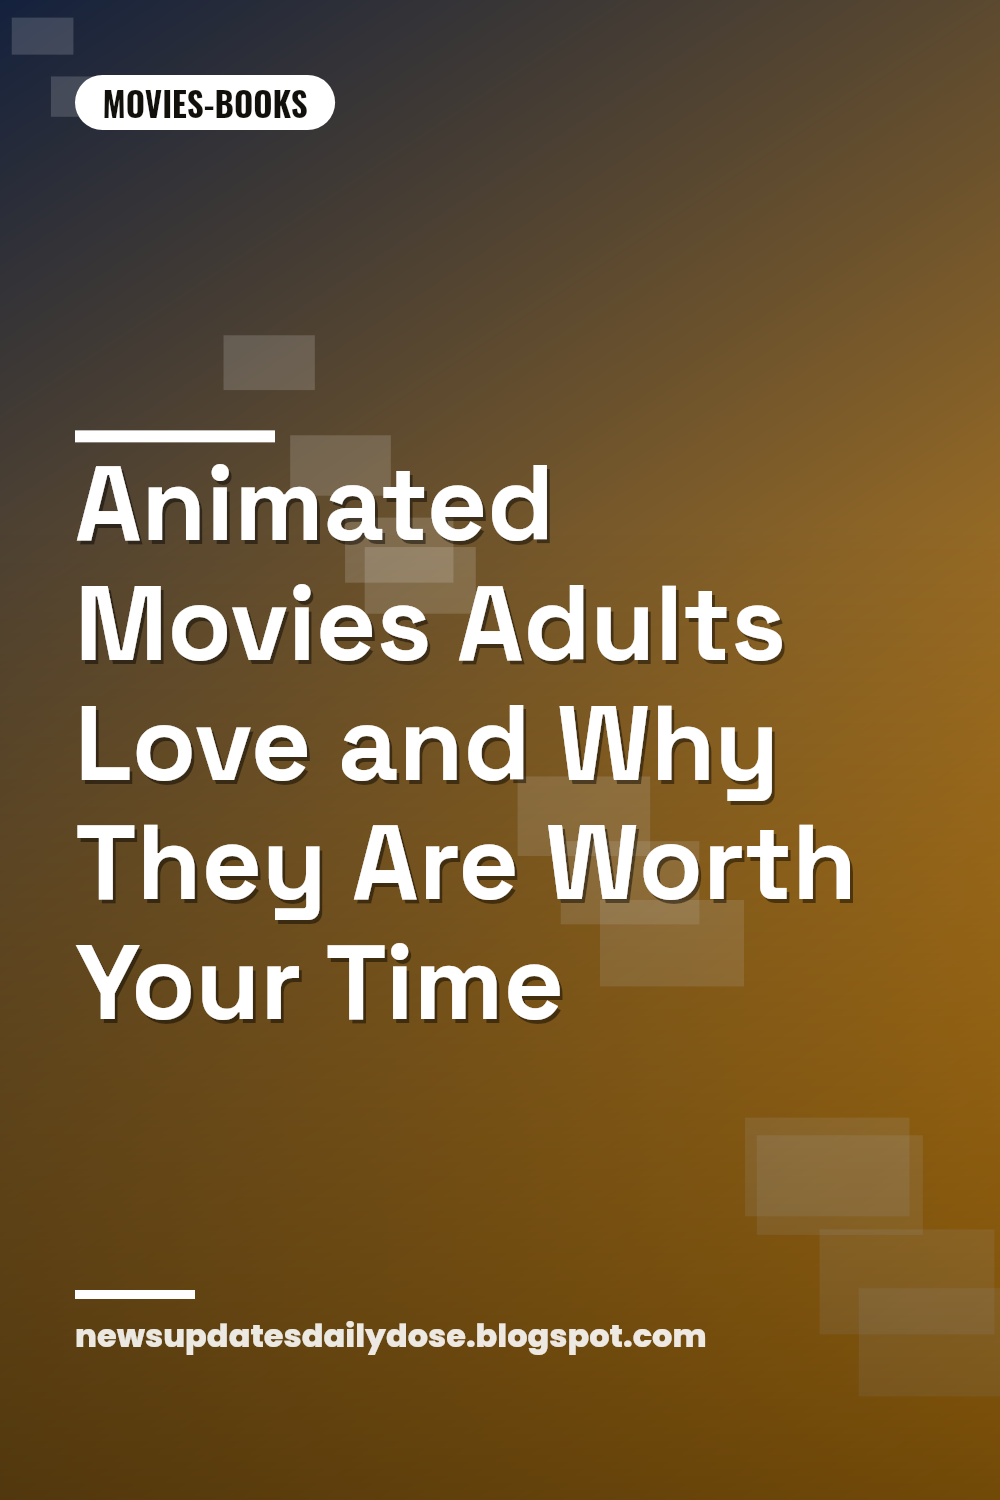 MOVIES-BOOKS
Animated
Movies Adults
Love and Why
They Are Worth
Your Time
newsupdatesdailydose.blogspot.com